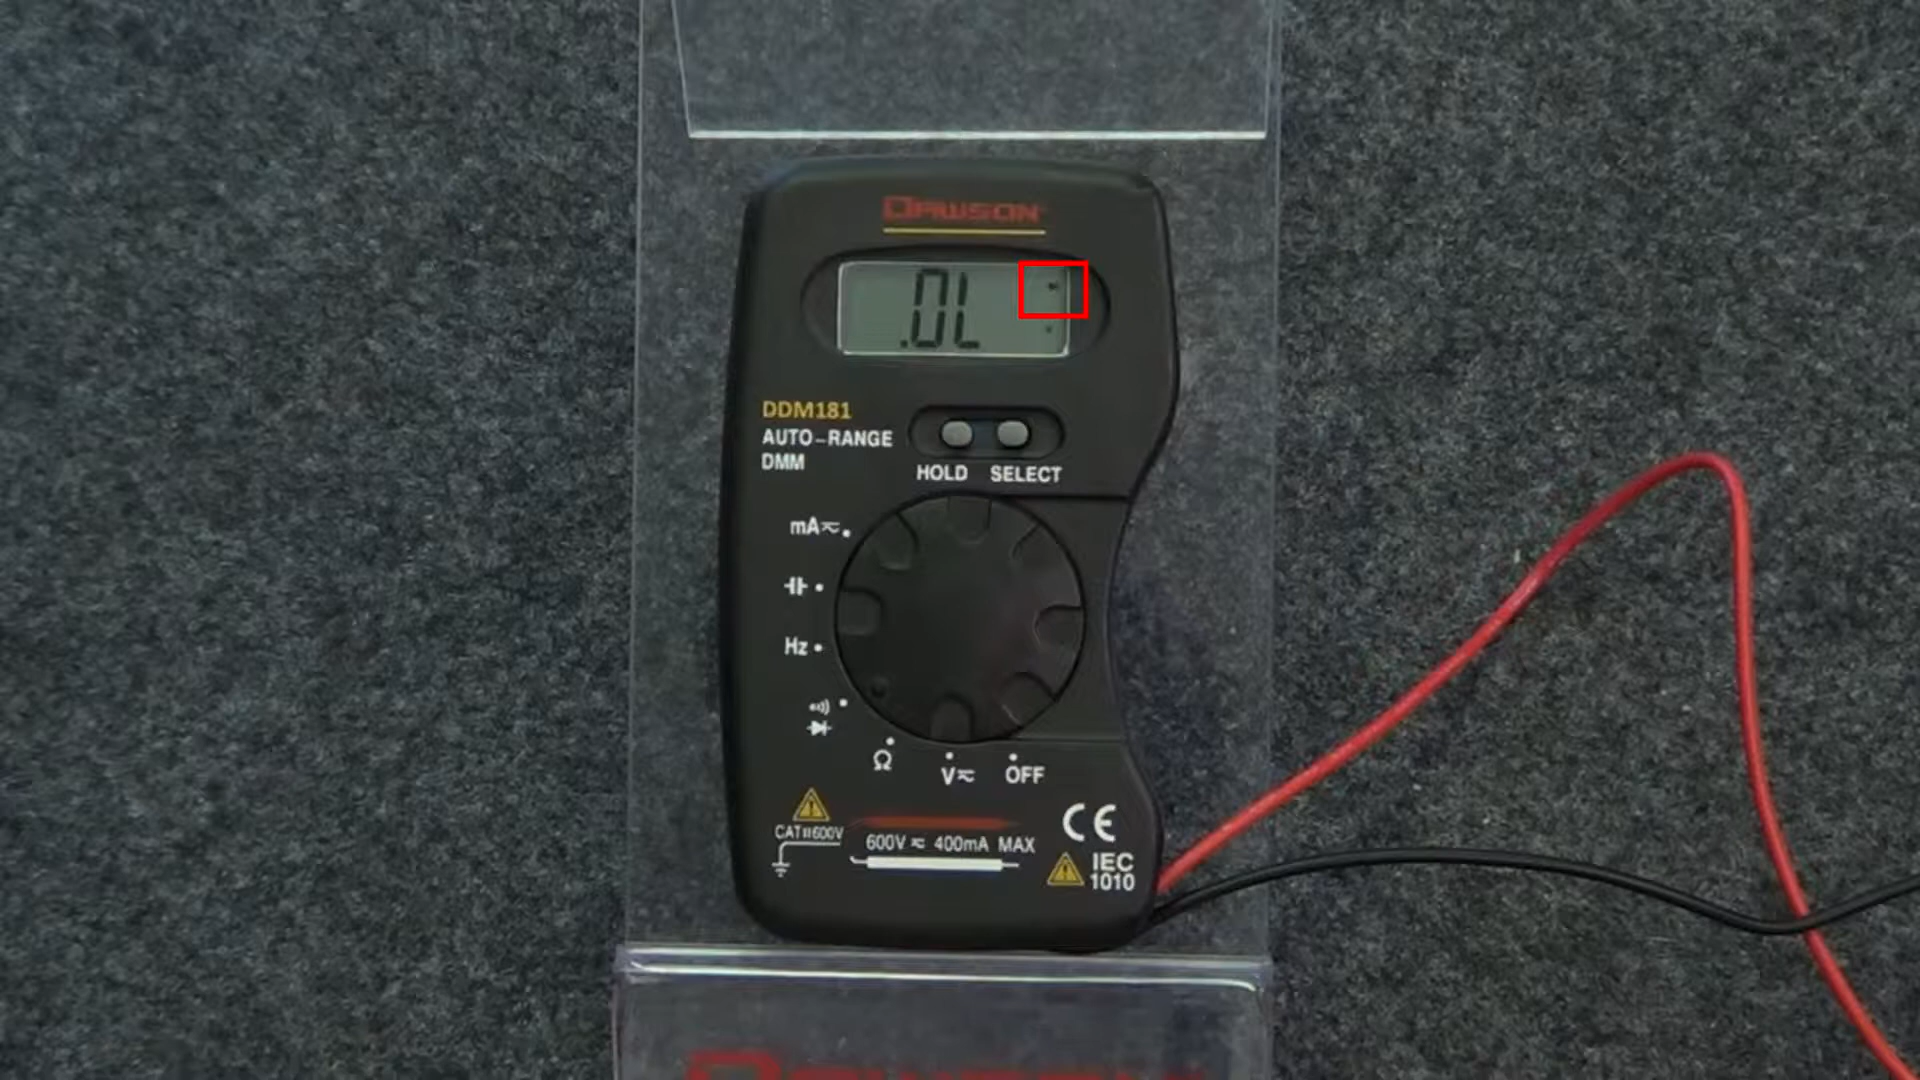 DAWSON
.0L
DDM181
AUTO-RANGE
DMM
HOLD SELECT
mA
Hz
Ω
V
OFF
CAT II 600V
600V 400mA MAX
CE
IEC
1010